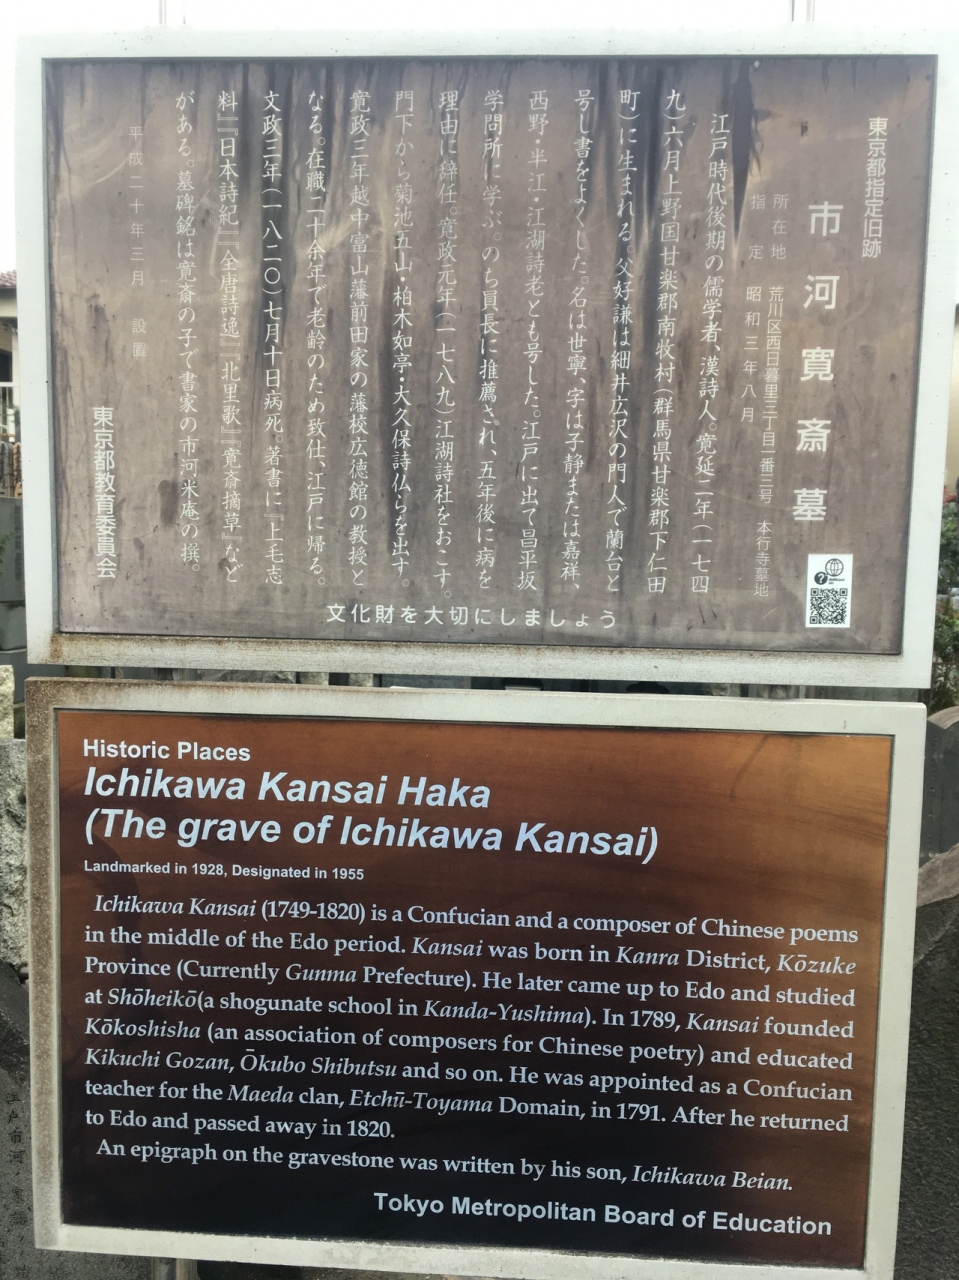 東京都指定旧跡
市河寛斎墓
所在地 荒川区西日暮里三丁目一番三号 本行寺墓地
指定 昭和三年八月
江戸時代後期の儒学者、漢詩人。寛延二年(一七四
九)六月上野国甘楽郡南牧村(群馬県甘楽郡下仁田
町)に生まれる。父好謙は細井広沢の門人で蘭台と
号し書をよくした。名は世寧、字は子静または嘉祥、
西野・半江・江湖詩老とも号した。江戸に出て昌平坂
学問所に学ぶ。のち員長に推薦され、五年後に病を
理由に辞任。寛政元年(一七八九)江湖詩社をおこす。
門下から菊池五山・柏木如亭・大久保詩仏らを出す。
寛政三年越中富山藩前田家の藩校広徳館の教授と
なる。在職二十余年で老齢のため致仕、江戸に帰る。
文政三年(一八二〇)七月十日病死。著書に『上毛志
料』『日本詩紀』『全唐詩逸』『北里歌』『寛斎摘草』など
がある。墓碑銘は寛斎の子で書家の市河米庵の撰。
平成二十年三月 設置
東京都教育委員会
文化財を大切にしましょう
Historic Places
Ichikawa Kansai Haka
(The grave of Ichikawa Kansai)
Landmarked in 1928, Designated in 1955
Ichikawa Kansai (1749-1820) is a Confucian and a composer of Chinese poems
in the middle of the Edo period. Kansai was born in Kanra District, Kōzuke
Province (Currently Gunma Prefecture). He later came up to Edo and studied
at Shōheikō(a shogunate school in Kanda-Yushima). In 1789, Kansai founded
Kōkoshisha (an association of composers for Chinese poetry) and educated
Kikuchi Gozan, Ōkubo Shibutsu and so on. He was appointed as a Confucian
teacher for the Maeda clan, Etchū-Toyama Domain, in 1791. After he returned
to Edo and passed away in 1820.
An epigraph on the gravestone was written by his son, Ichikawa Beian.
Tokyo Metropolitan Board of Education